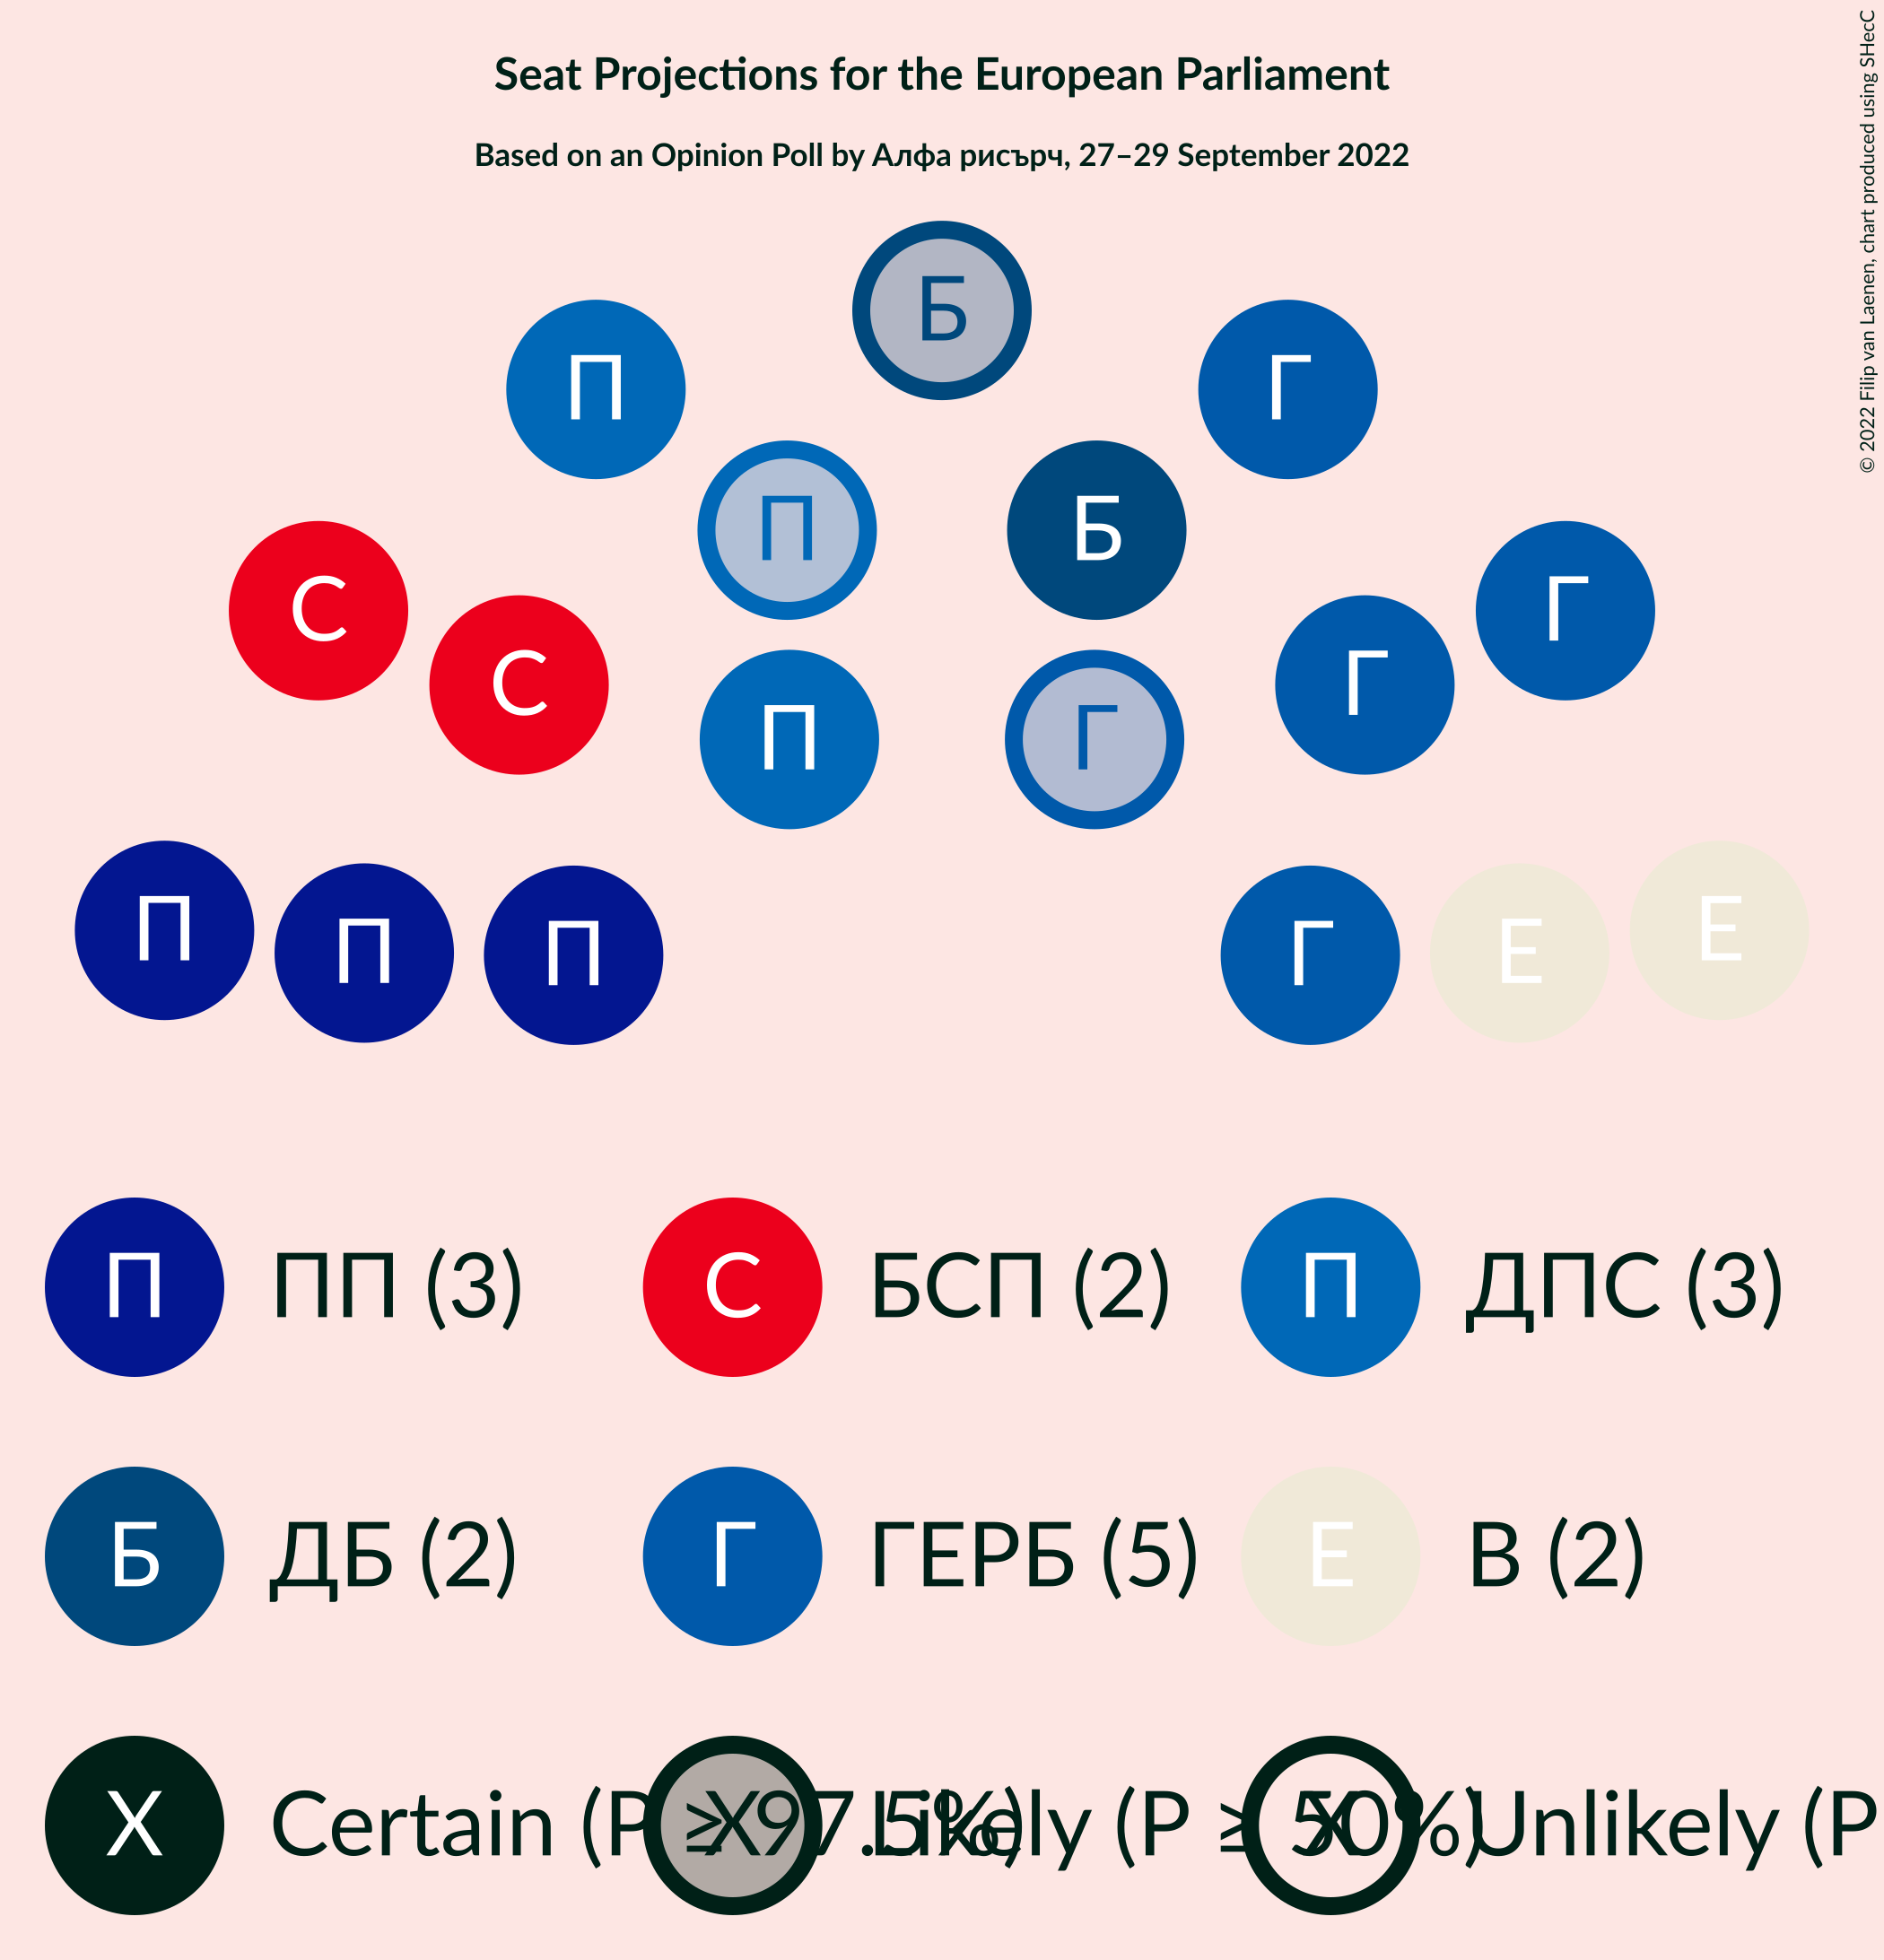 Seat Projections for the European Parliament
Based on an Opinion Poll by Алфа рисърч, 27–29 September 2022
© 2022 Filip van Laenen, chart produced using SHecC
Б
П
Г
П
Б
С
Г
С
Г
П
Г
П
Е
П
Е
П
Г
П
ПП (3)
С
БСП (2)
П
ДПС (3)
Б
ДБ (2)
Г
ГЕРБ (5)
Е
В (2)
X
Certain (P ≥ 97.5%)
X
Likely (P ≥ 50%)
X
Unlikely (P